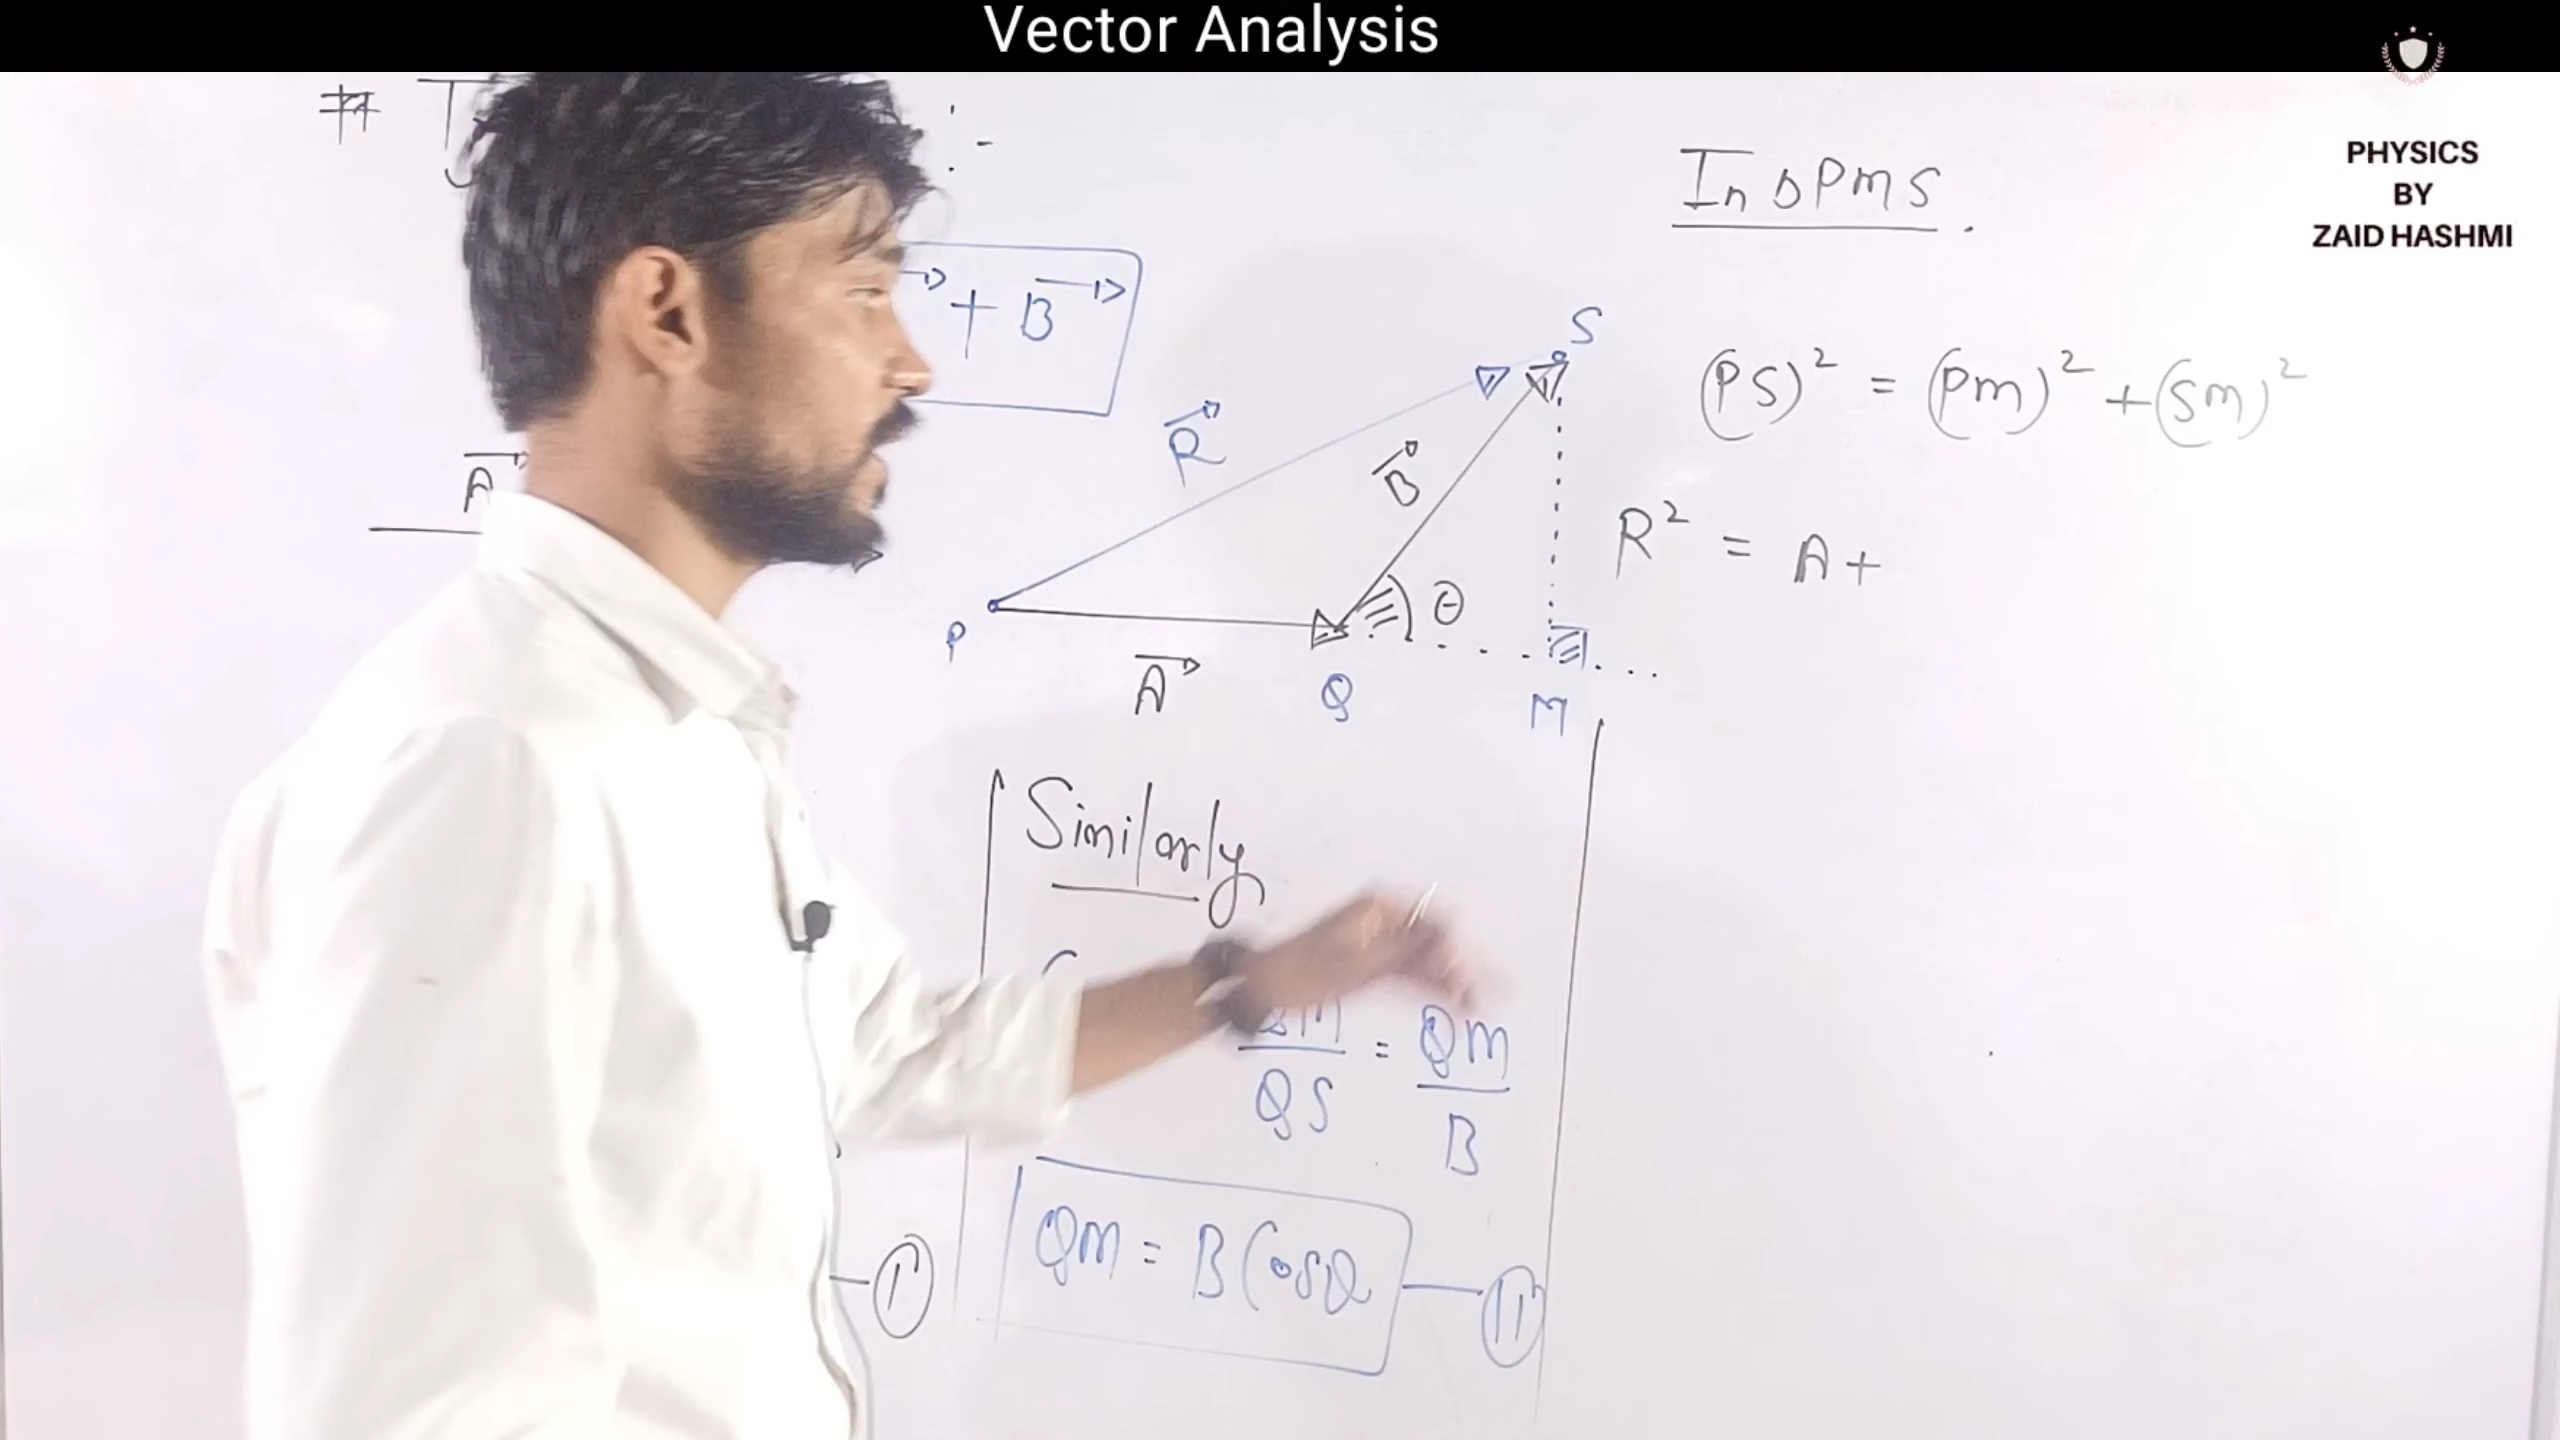 Vector Analysis
PHYSICS
BY
ZAID HASHMI
#
:-
+ B
A
R
B
S
θ
P
A
Q
M
In ΔPMS.
(PS)² = (PM)² + (SM)²
R² = A +
Similarly
QM/QS = QM/B
QM = B Cosθ — II
I